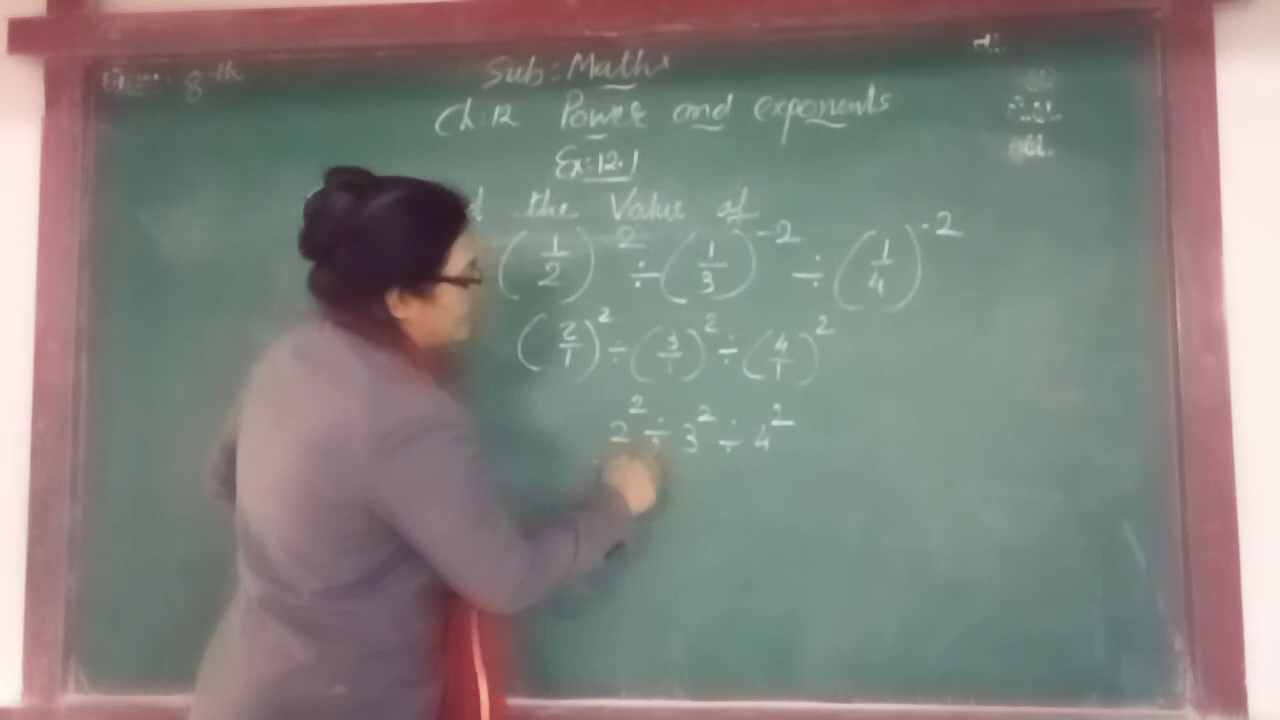 8th
Sub: Maths
Ch:12 Power and exponents
Ex:12.1
the Value of
(1/2)^2 ÷ (1/3)^-2 ÷ (1/4)^-2
(2/1)^2 ÷ (3/1)^2 ÷ (4/1)^2
2^2 ÷ 3^2 ÷ 4^2